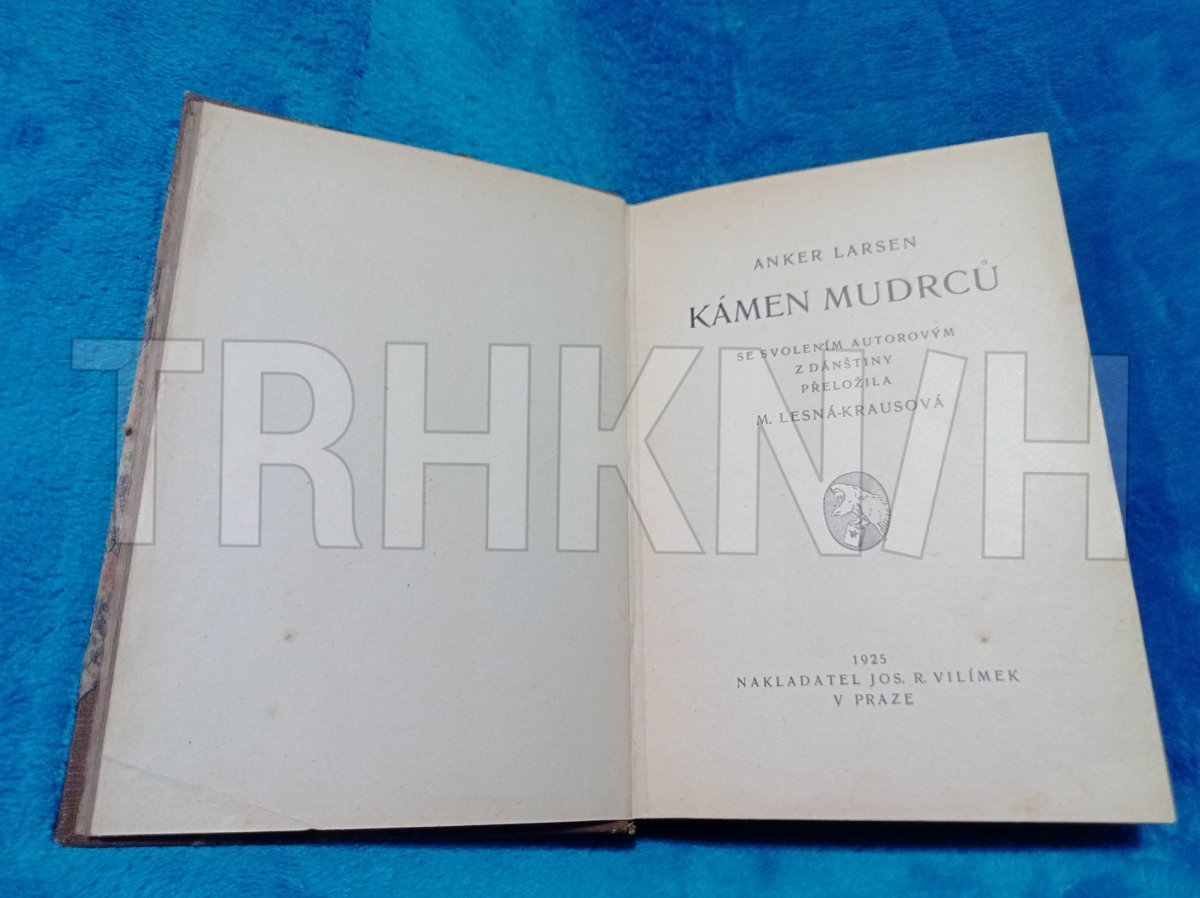 ANKER LARSEN
KÁMEN MUDRCŮ
SE SVOLENÍM AUTOROVÝM
Z DÁNŠTINY
PŘELOŽILA
M. LESNÁ-KRAUSOVÁ
TRHKNIH
1925
NAKLADATEL JOS. R. VILÍMEK
V PRAZE